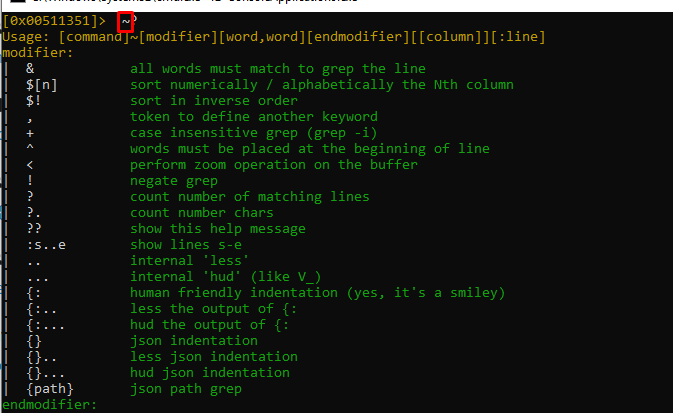 [0x00511351]> ~?
Usage: [command]~[modifier][word,word][endmodifier][[column]][:line]
modifier:
| & all words must match to grep the line
| $[n] sort numerically / alphabetically the Nth column
| $! sort in inverse order
| , token to define another keyword
| + case insensitive grep (grep -i)
| ^ words must be placed at the beginning of line
| < perform zoom operation on the buffer
| ! negate grep
| ? count number of matching lines
| ?. count number chars
| ?? show this help message
| :s..e show lines s-e
| .. internal 'less'
| ... internal 'hud' (like V_)
| {: human friendly indentation (yes, it's a smiley)
| {:.. less the output of {:
| {:... hud the output of {:
| {} json indentation
| {}.. less json indentation
| {}... hud json indentation
| {path} json path grep
endmodifier: